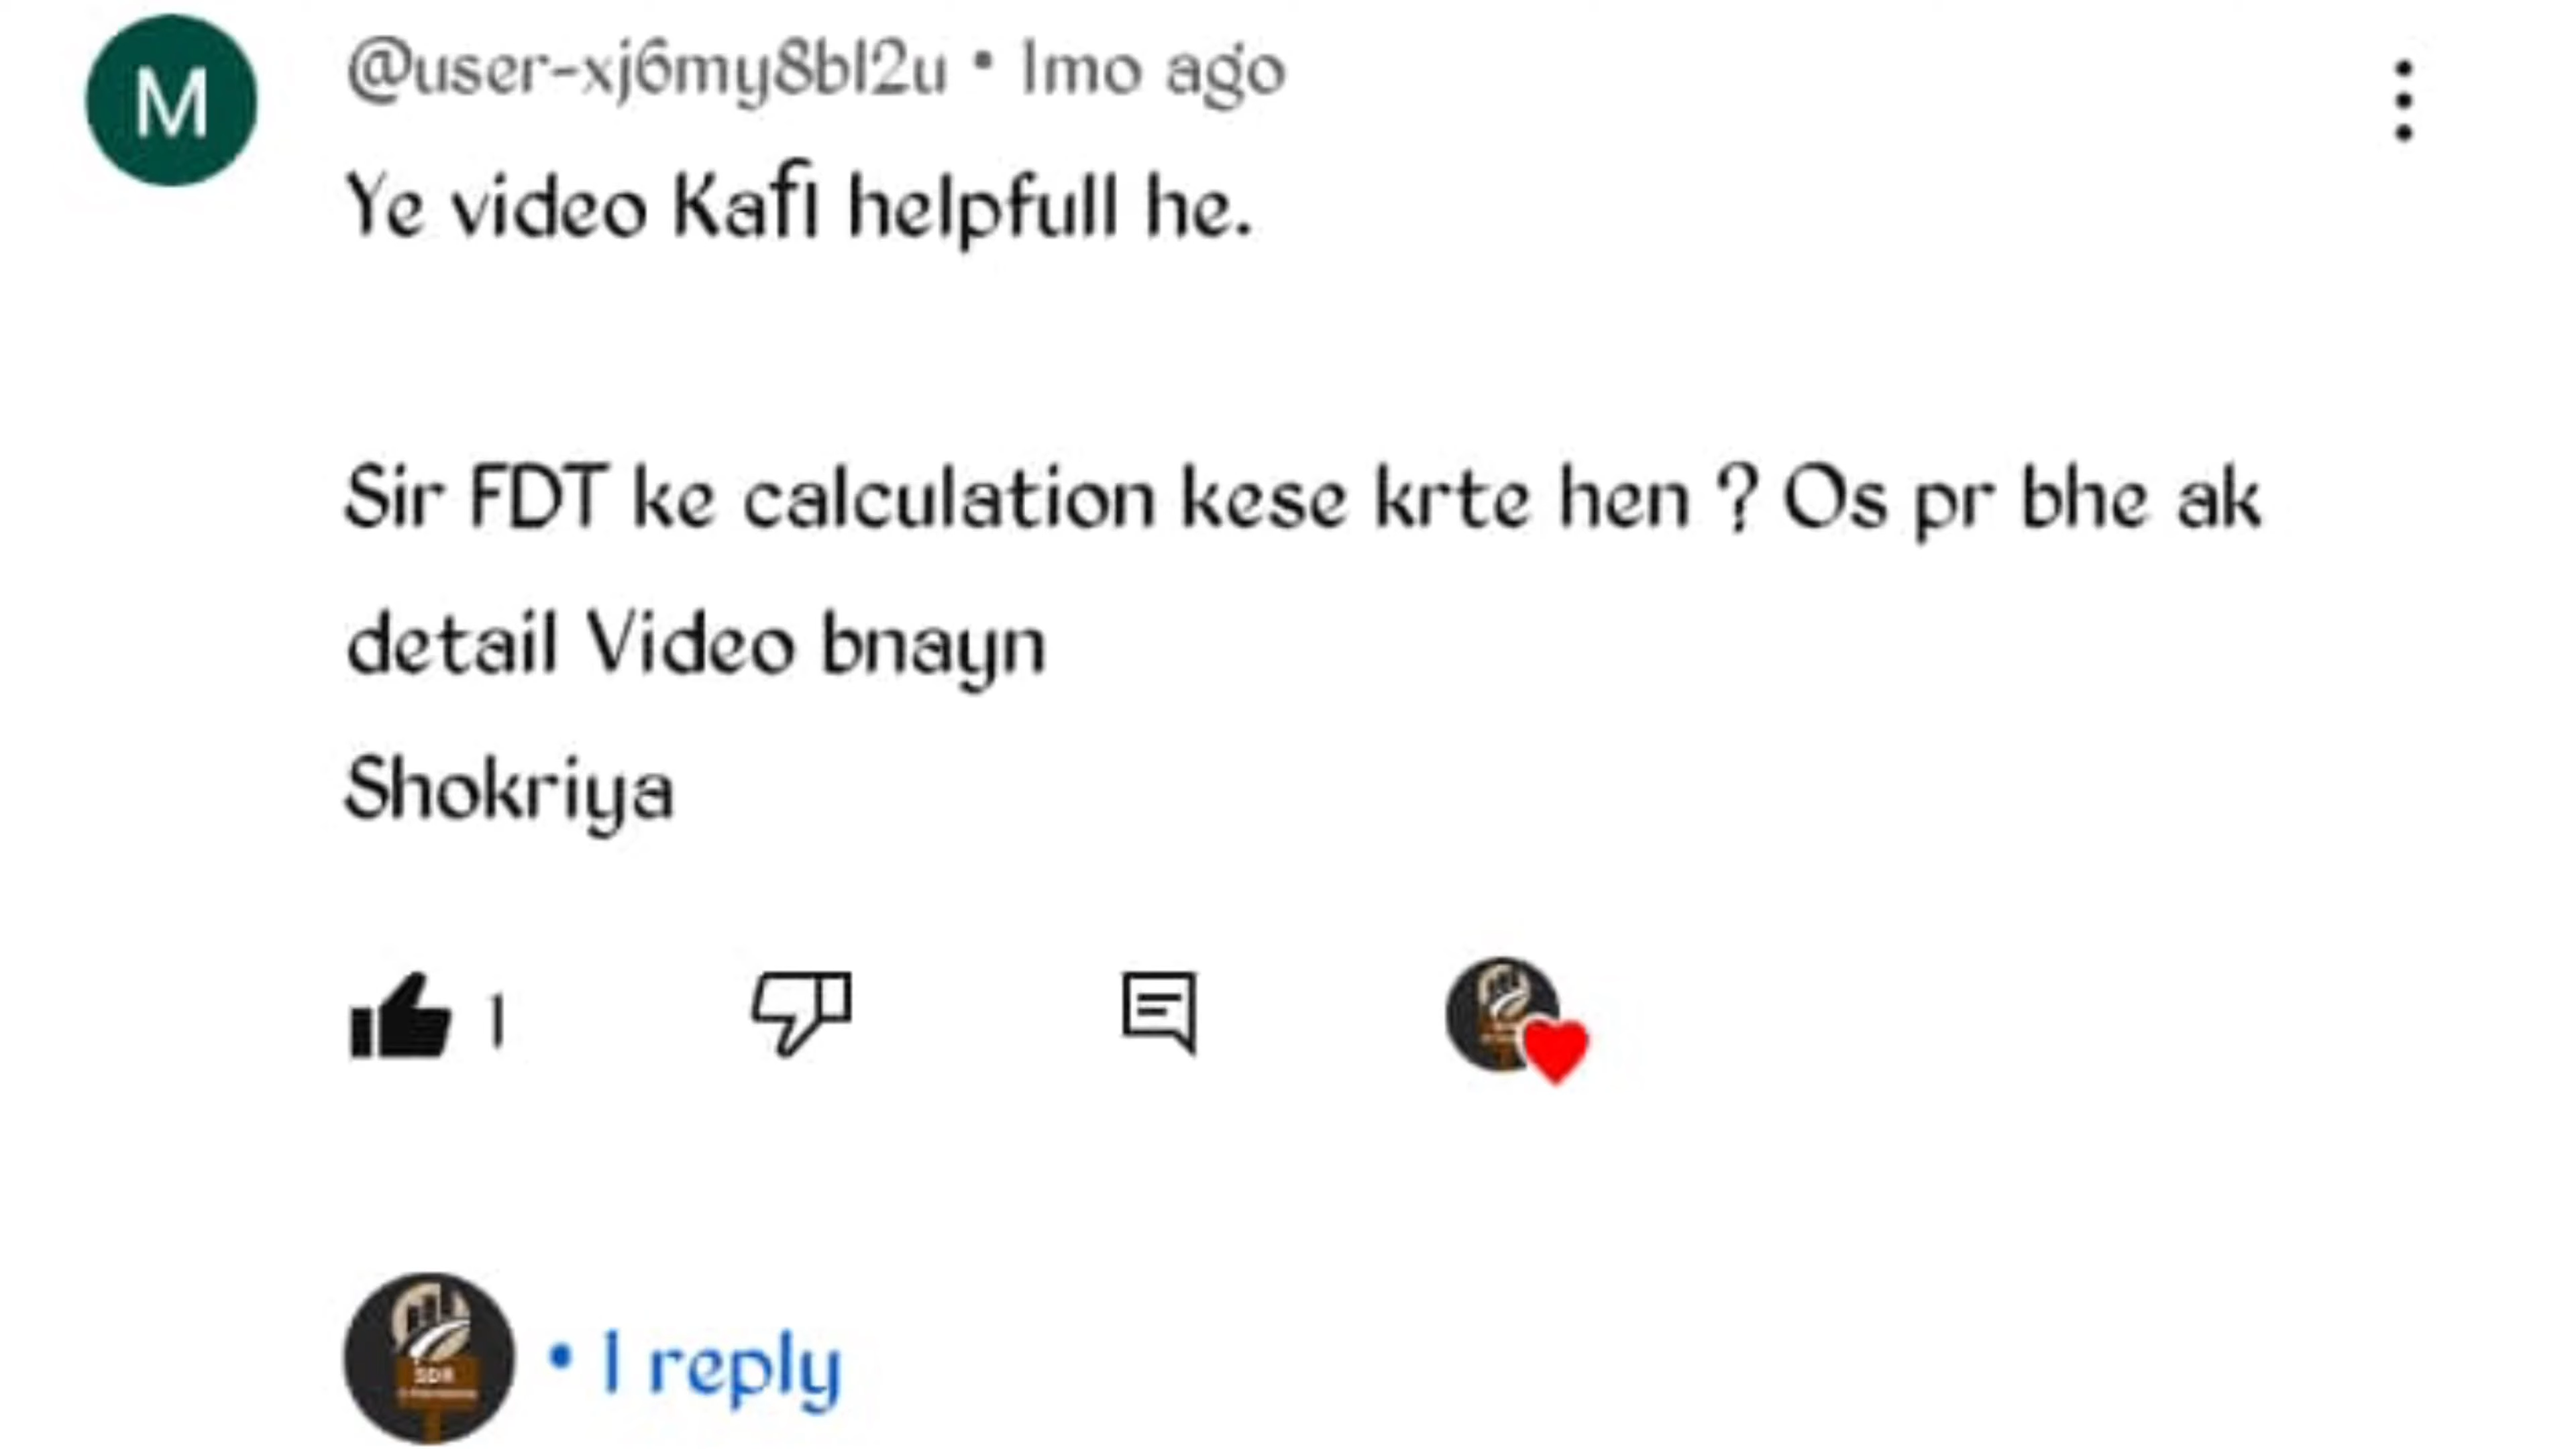 M
@user-xj6my8bl2u • 1mo ago
Ye video Kafi helpfull he.
Sir FDT ke calculation kese krte hen ? Os pr bhe ak
detail Video bnayn
Shokriya
1
SDR
• 1 reply